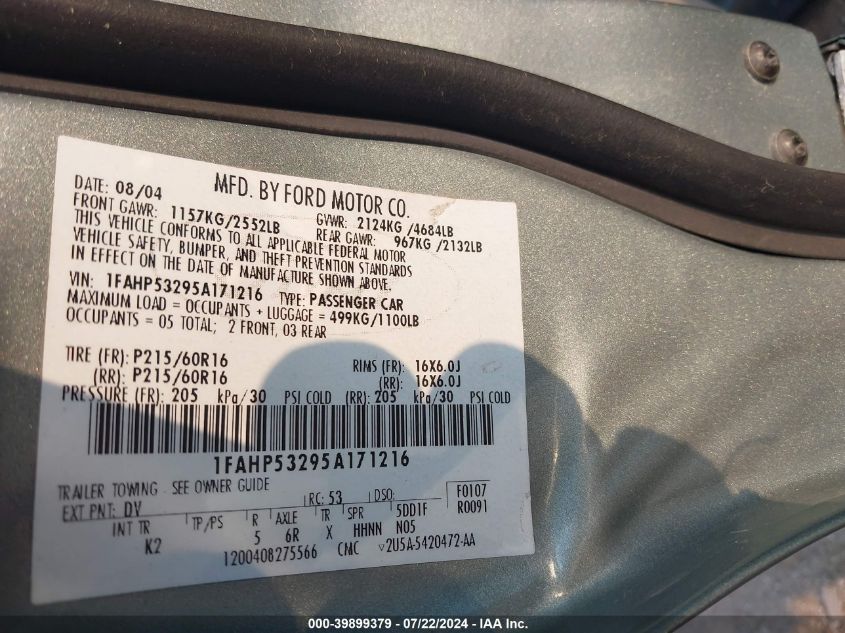 DATE: 08/04 MFD. BY FORD MOTOR CO.
FRONT GAWR: 1157KG/2552LB GVWR: 2124KG /4684LB
REAR GAWR: 967KG /2132LB
THIS VEHICLE CONFORMS TO ALL APPLICABLE FEDERAL MOTOR
VEHICLE SAFETY, BUMPER, AND THEFT PREVENTION STANDARDS
IN EFFECT ON THE DATE OF MANUFACTURE SHOWN ABOVE.
VIN: 1FAHP53295A171216 TYPE: PASSENGER CAR
MAXIMUM LOAD = OCCUPANTS + LUGGAGE = 499KG/1100LB
OCCUPANTS = 05 TOTAL; 2 FRONT, 03 REAR
TIRE (FR): P215/60R16 RIMS (FR): 16X6.0J
(RR): P215/60R16 (RR): 16X6.0J
PRESSURE (FR): 205 kPa/30 PSI COLD (RR): 205 kPa/30 PSI COLD
1FAHP53295A171216
TRAILER TOWING - SEE OWNER GUIDE
EXT PNT: DV RC: 53 DSO: F0107
R0091
INT TR TP/PS R AXLE TR SPR 5DD1F
K2 5 6R X HHNN N05
1200408275566 CMC V2U5A-5420472-AA
000-39899379 | 07/22/2024 - IAA Inc.